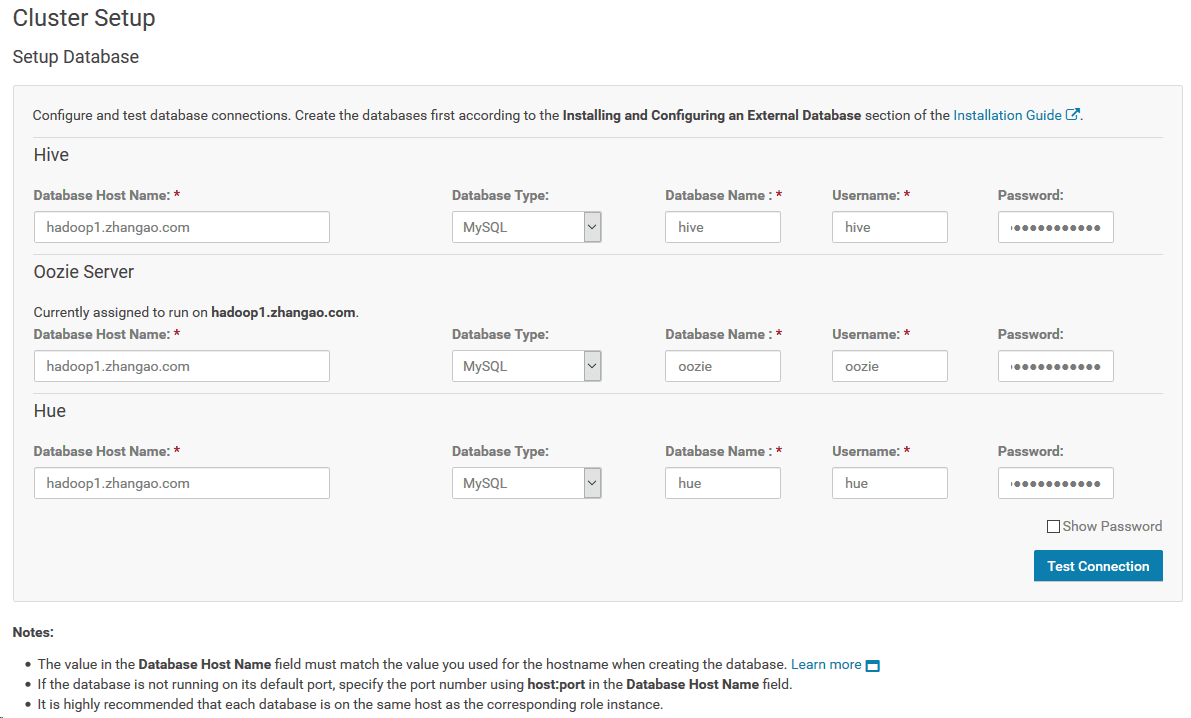 Cluster Setup
Setup Database
Configure and test database connections. Create the databases first according to the Installing and Configuring an External Database section of the Installation Guide.
Hive
Database Host Name: * Database Type: Database Name : * Username: * Password:
hadoop1.zhangao.com MySQL hive hive ●●●●●●●●●●●
Oozie Server
Currently assigned to run on hadoop1.zhangao.com.
Database Host Name: * Database Type: Database Name : * Username: * Password:
hadoop1.zhangao.com MySQL oozie oozie ●●●●●●●●●●●
Hue
Database Host Name: * Database Type: Database Name : * Username: * Password:
hadoop1.zhangao.com MySQL hue hue ●●●●●●●●●●●
Show Password
Test Connection
Notes:
• The value in the Database Host Name field must match the value you used for the hostname when creating the database. Learn more
• If the database is not running on its default port, specify the port number using host:port in the Database Host Name field.
• It is highly recommended that each database is on the same host as the corresponding role instance.